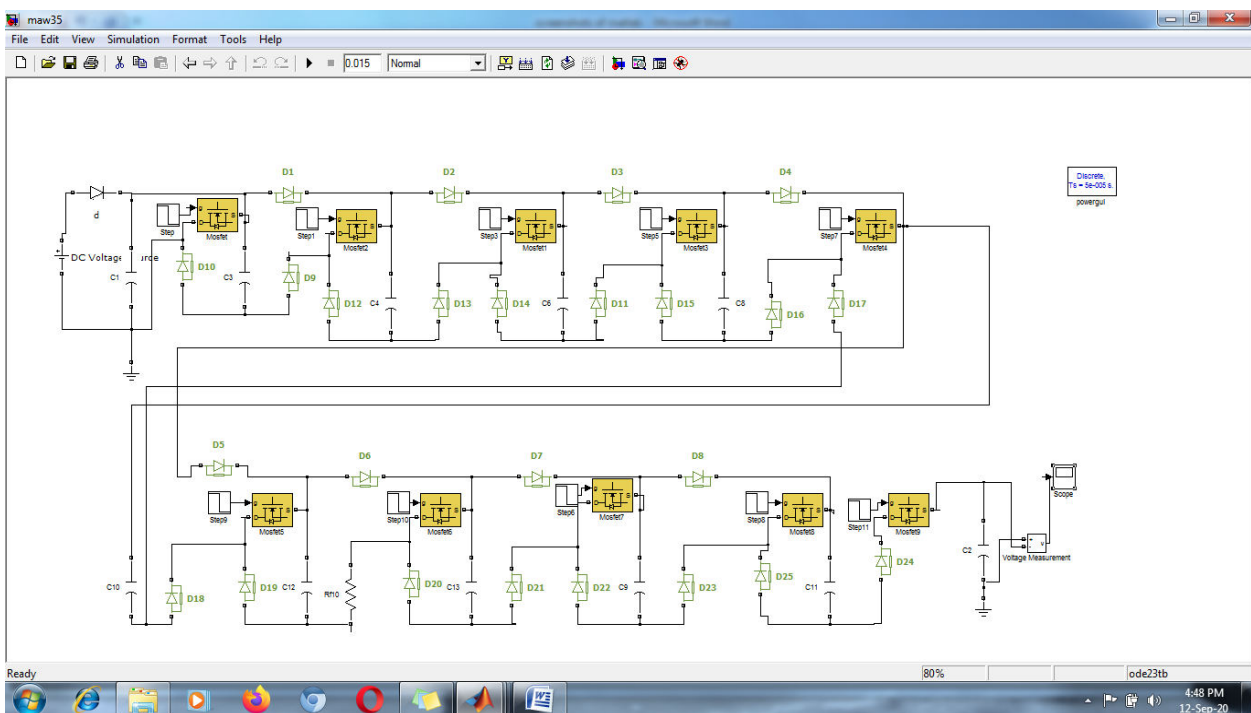 maw35
File Edit View Simulation Format Tools Help
0.015 Normal
D1 D2 D3 D4
Discrete,
Ts = 5e-005 s.
powergui
d
Step Mosfet
Step1 Mosfet2
Step3 Mosfet1
Step5 Mosfet3
Step7 Mosfet4
DC Voltage urce
C1 D10 C3 D9 D12 C4 D13 D14 C6 D11 D15 C8 D16 D17
D5 D6 D7 D8
Scope
Step9 Mosfet5
Step10 Mosfet6
Step6 Mosfet7
Step8 Mosfet8
Step11 Mosfet9
C2 Voltage Measurement
C10 D18 D19 C12 Rf10 D20 C13 D21 D22 C9 D23 D25 C11 D24
Ready 80% ode23tb
4:48 PM
12-Sep-20